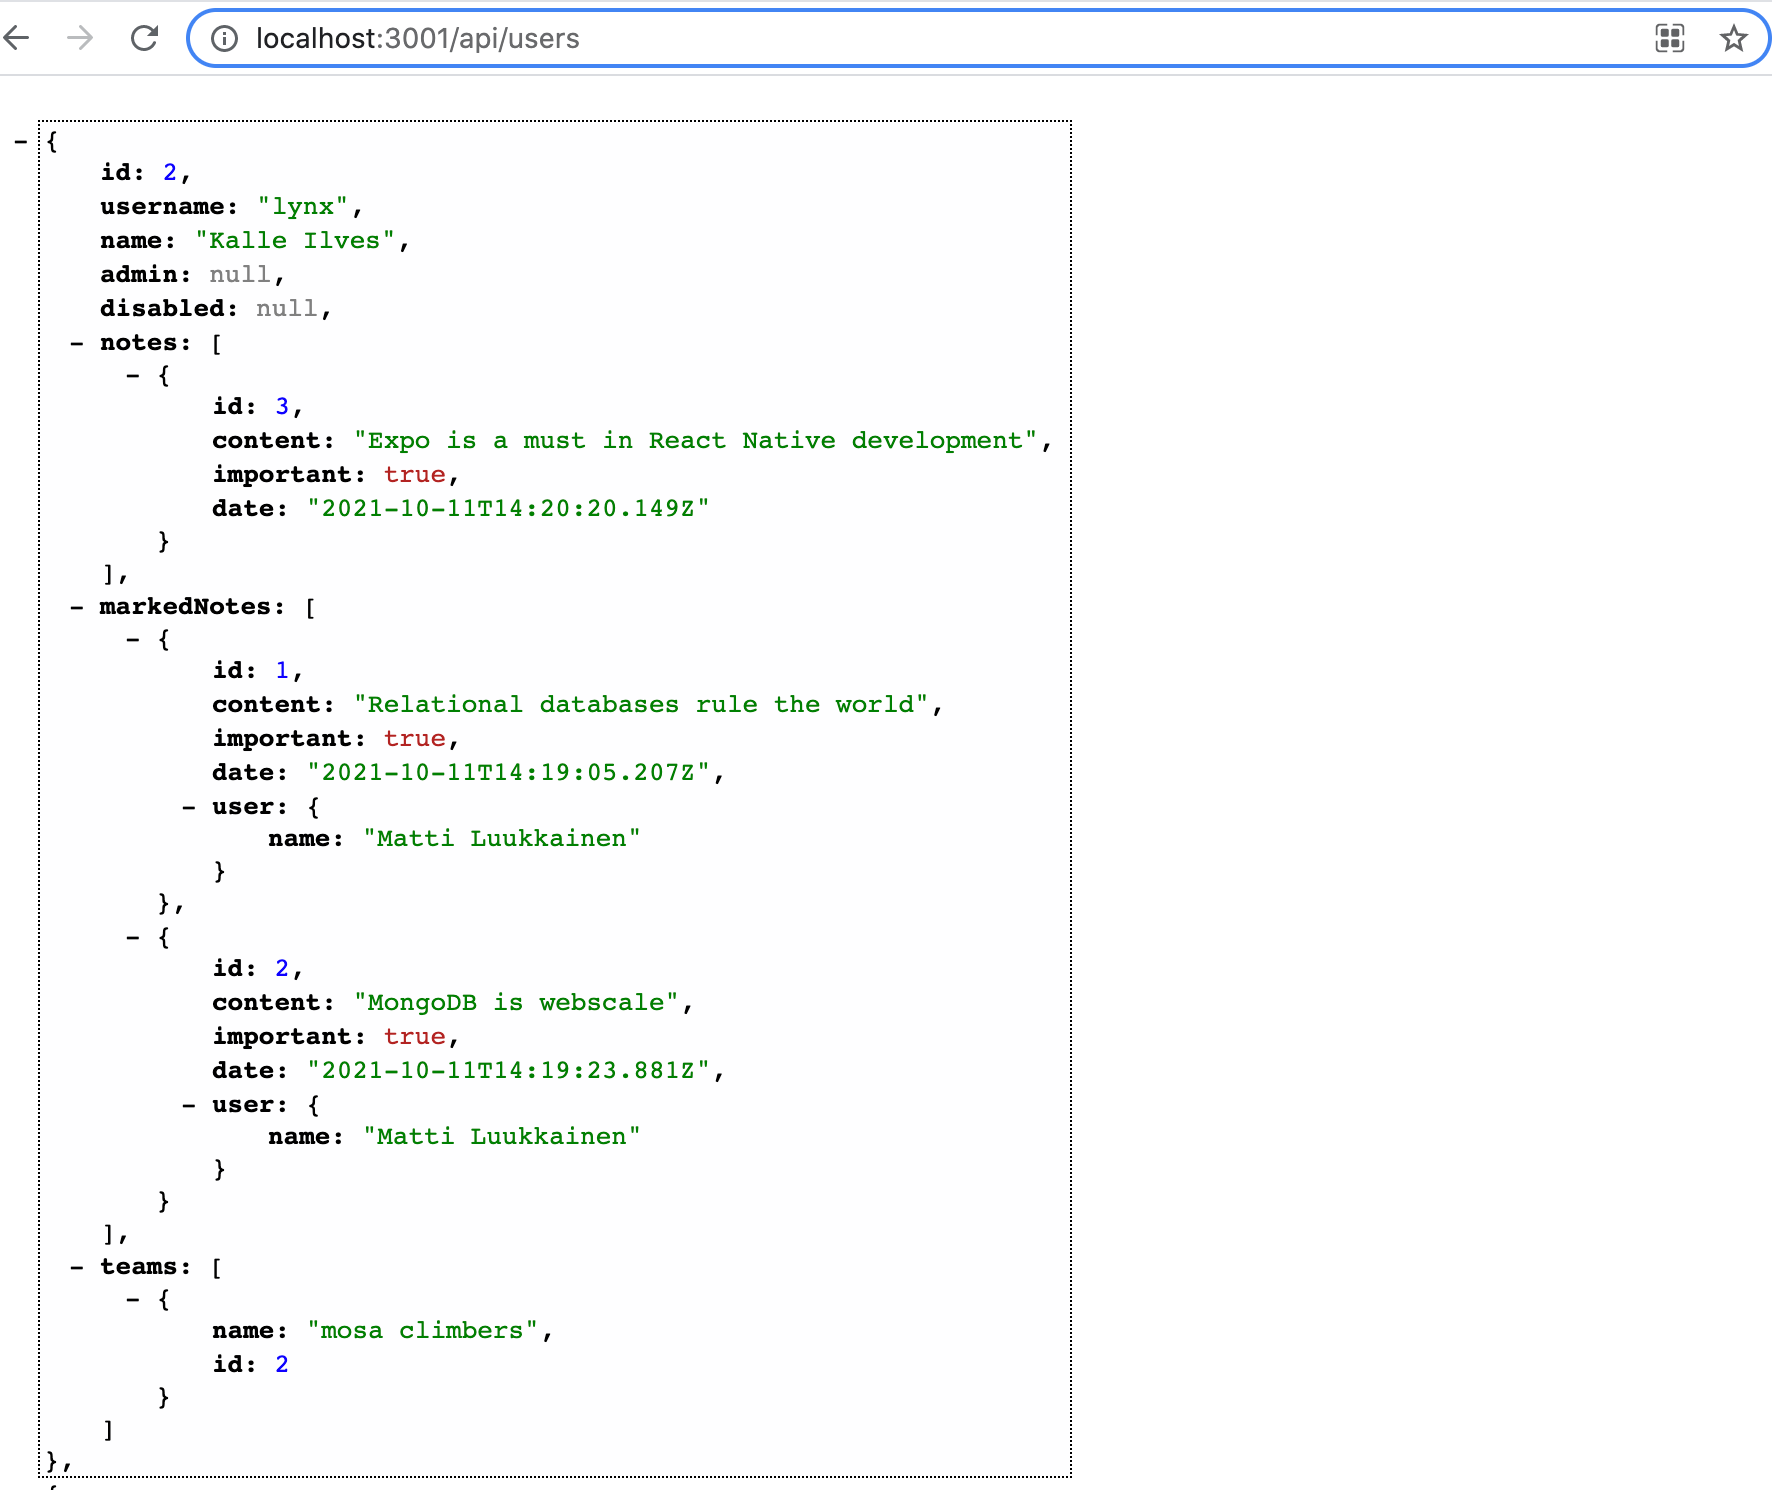 localhost:3001/api/users
- {
id: 2,
username: "lynx",
name: "Kalle Ilves",
admin: null,
disabled: null,
- notes: [
- {
id: 3,
content: "Expo is a must in React Native development",
important: true,
date: "2021-10-11T14:20:20.149Z"
}
],
- markedNotes: [
- {
id: 1,
content: "Relational databases rule the world",
important: true,
date: "2021-10-11T14:19:05.207Z",
- user: {
name: "Matti Luukkainen"
}
},
- {
id: 2,
content: "MongoDB is webscale",
important: true,
date: "2021-10-11T14:19:23.881Z",
- user: {
name: "Matti Luukkainen"
}
}
],
- teams: [
- {
name: "mosa climbers",
id: 2
}
]
},